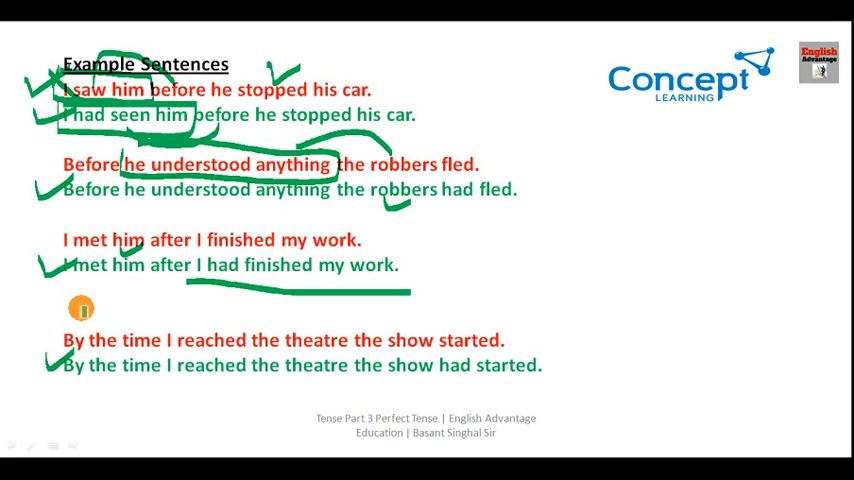 Example Sentences
I saw him before he stopped his car.
I had seen him before he stopped his car.
Before he understood anything the robbers fled.
Before he understood anything the robbers had fled.
I met him after I finished my work.
I met him after I had finished my work.
By the time I reached the theatre the show started.
By the time I reached the theatre the show had started.
Concept
LEARNING
English
Advantage
Tense Part 3 Perfect Tense | English Advantage
Education | Basant Singhal Sir